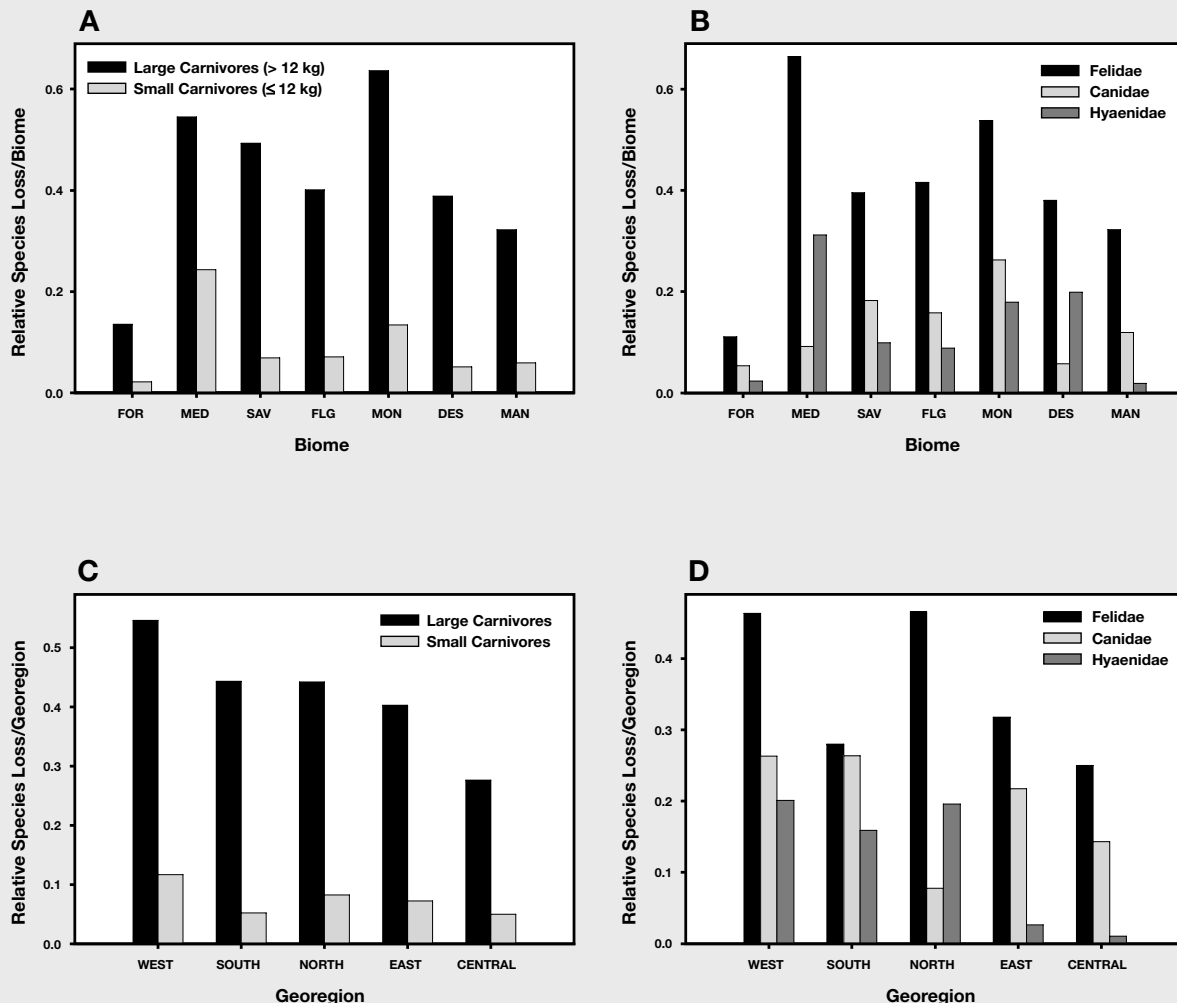 A
Large Carnivores (> 12 kg)
Small Carnivores (≤ 12 kg)
Relative Species Loss/Biome
0.6
0.4
0.2
0.0
FOR MED SAV FLG MON DES MAN
Biome
B
Felidae
Canidae
Hyaenidae
Relative Species Loss/Biome
0.6
0.4
0.2
0.0
FOR MED SAV FLG MON DES MAN
Biome
C
Large Carnivores
Small Carnivores
Relative Species Loss/Georegion
0.5
0.4
0.3
0.2
0.1
0.0
WEST SOUTH NORTH EAST CENTRAL
Georegion
D
Felidae
Canidae
Hyaenidae
Relative Species Loss/Georegion
0.4
0.3
0.2
0.1
0.0
WEST SOUTH NORTH EAST CENTRAL
Georegion